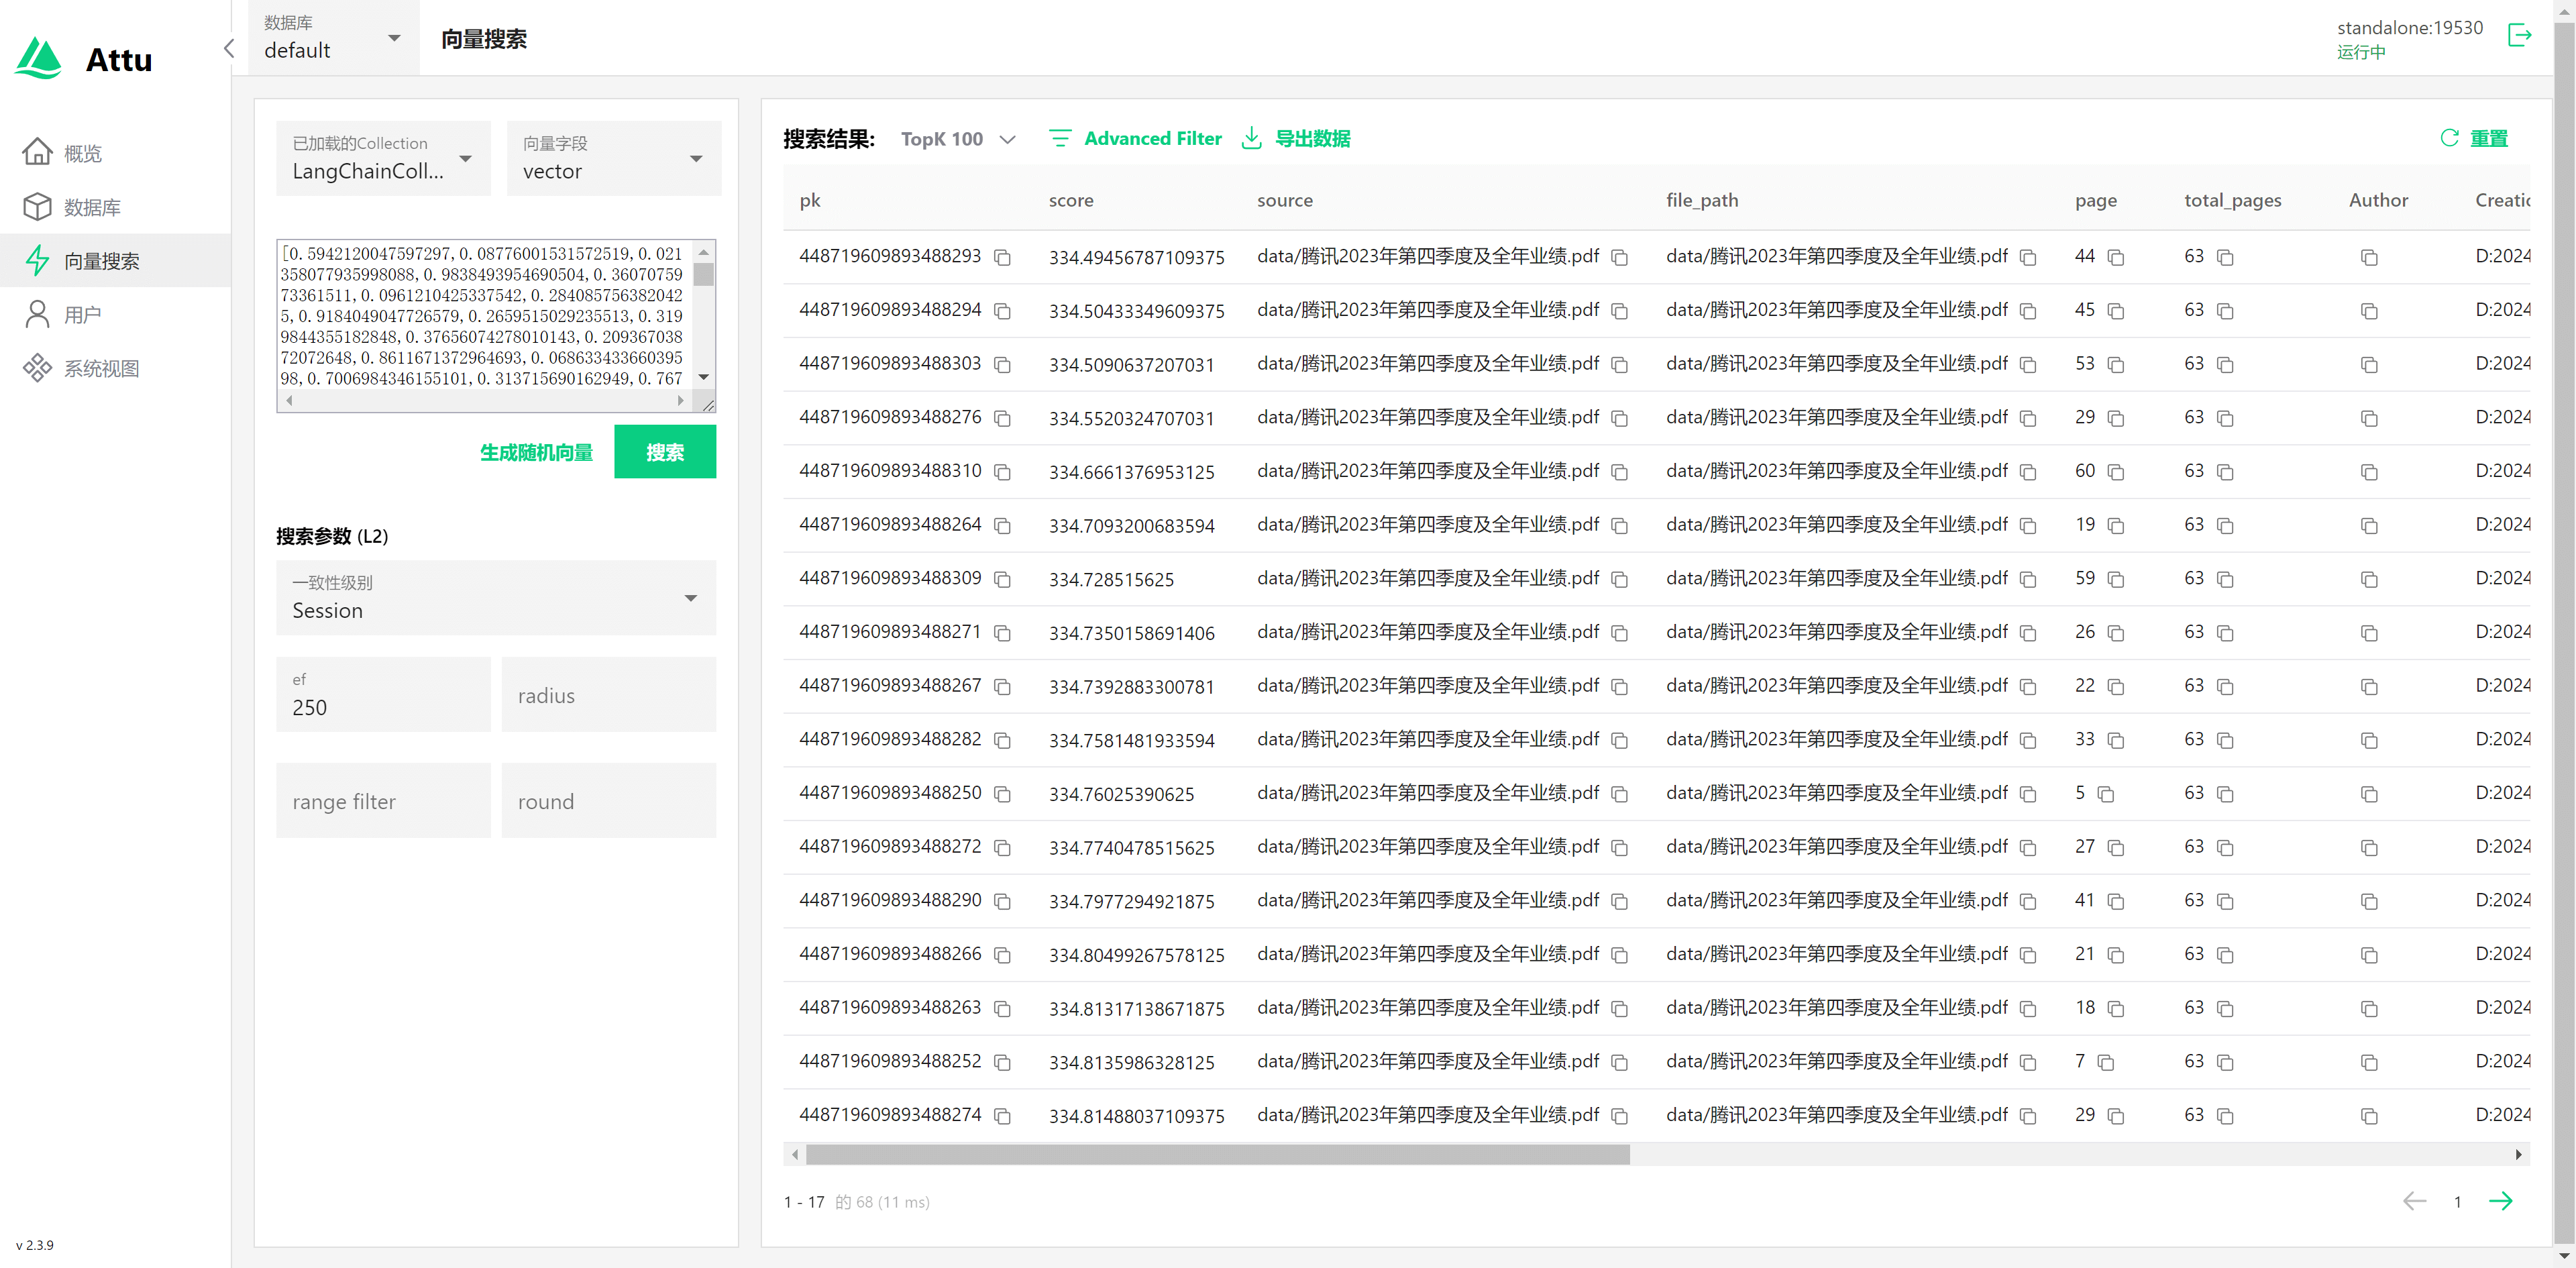 Attu
概览
数据库
向量搜索
用户
系统视图
v 2.3.9
数据库
default
向量搜索
standalone:19530
运行中
已加载的Collection
LangChainColl...
向量字段
vector
[0.5942120047597297,0.08776001531572519,0.021
358077935998088,0.9838493954690504,0.36070759
73361511,0.0961210425337542,0.284085756382042
5,0.9184049047726579,0.2659515029235513,0.319
9844355182848,0.37656074278010143,0.209367038
72072648,0.8611671372964693,0.068633433660395
98,0.7006984346155101,0.313715690162949,0.767
生成随机向量
搜索
搜索参数 (L2)
一致性级别
Session
ef
250
radius
range filter
round
搜索结果: TopK 100 Advanced Filter 导出数据 重置
pk score source file_path page total_pages Author Creatic
448719609893488293 334.49456787109375 data/腾讯2023年第四季度及全年业绩.pdf data/腾讯2023年第四季度及全年业绩.pdf 44 63 D:2024
448719609893488294 334.50433349609375 data/腾讯2023年第四季度及全年业绩.pdf data/腾讯2023年第四季度及全年业绩.pdf 45 63 D:2024
448719609893488303 334.5090637207031 data/腾讯2023年第四季度及全年业绩.pdf data/腾讯2023年第四季度及全年业绩.pdf 53 63 D:2024
448719609893488276 334.5520324707031 data/腾讯2023年第四季度及全年业绩.pdf data/腾讯2023年第四季度及全年业绩.pdf 29 63 D:2024
448719609893488310 334.6661376953125 data/腾讯2023年第四季度及全年业绩.pdf data/腾讯2023年第四季度及全年业绩.pdf 60 63 D:2024
448719609893488264 334.7093200683594 data/腾讯2023年第四季度及全年业绩.pdf data/腾讯2023年第四季度及全年业绩.pdf 19 63 D:2024
448719609893488309 334.728515625 data/腾讯2023年第四季度及全年业绩.pdf data/腾讯2023年第四季度及全年业绩.pdf 59 63 D:2024
448719609893488271 334.7350158691406 data/腾讯2023年第四季度及全年业绩.pdf data/腾讯2023年第四季度及全年业绩.pdf 26 63 D:2024
448719609893488267 334.7392883300781 data/腾讯2023年第四季度及全年业绩.pdf data/腾讯2023年第四季度及全年业绩.pdf 22 63 D:2024
448719609893488282 334.7581481933594 data/腾讯2023年第四季度及全年业绩.pdf data/腾讯2023年第四季度及全年业绩.pdf 33 63 D:2024
448719609893488250 334.76025390625 data/腾讯2023年第四季度及全年业绩.pdf data/腾讯2023年第四季度及全年业绩.pdf 5 63 D:2024
448719609893488272 334.7740478515625 data/腾讯2023年第四季度及全年业绩.pdf data/腾讯2023年第四季度及全年业绩.pdf 27 63 D:2024
448719609893488290 334.7977294921875 data/腾讯2023年第四季度及全年业绩.pdf data/腾讯2023年第四季度及全年业绩.pdf 41 63 D:2024
448719609893488266 334.80499267578125 data/腾讯2023年第四季度及全年业绩.pdf data/腾讯2023年第四季度及全年业绩.pdf 21 63 D:2024
448719609893488263 334.81317138671875 data/腾讯2023年第四季度及全年业绩.pdf data/腾讯2023年第四季度及全年业绩.pdf 18 63 D:2024
448719609893488252 334.8135986328125 data/腾讯2023年第四季度及全年业绩.pdf data/腾讯2023年第四季度及全年业绩.pdf 7 63 D:2024
448719609893488274 334.81488037109375 data/腾讯2023年第四季度及全年业绩.pdf data/腾讯2023年第四季度及全年业绩.pdf 29 63 D:2024
1 - 17 的 68 (11 ms)
1